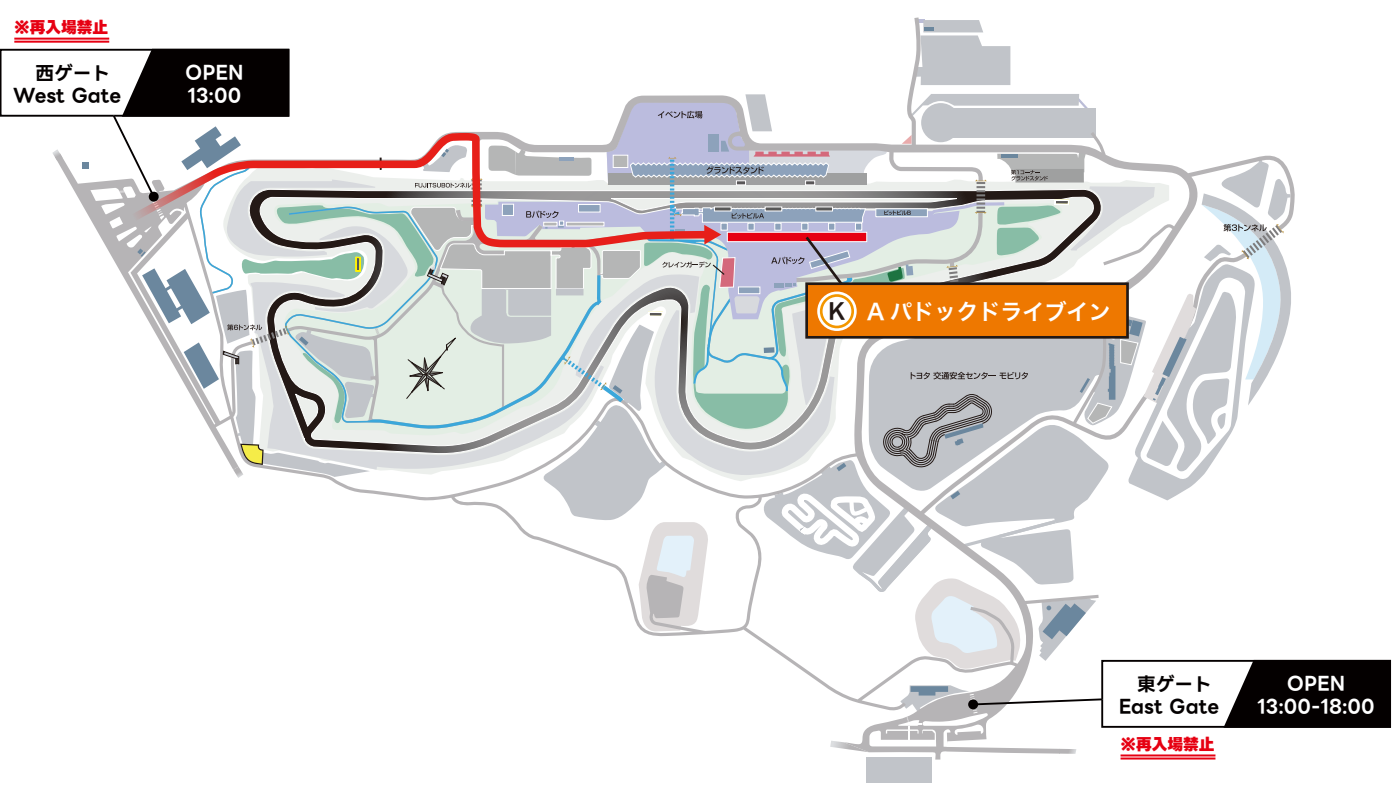 ※再入場禁止
西ゲート
West Gate
OPEN
13:00
イベント広場
グランドスタンド
第1コーナー
グランドスタンド
FUJITSUBOトンネル
Bパドック
ピットビルA
ピットビルB
第3トンネル
クレインガーデン
Aパドック
K
A パドックドライブイン
第6トンネル
トヨタ 交通安全センター モビリタ
東ゲート
East Gate
OPEN
13:00-18:00
※再入場禁止